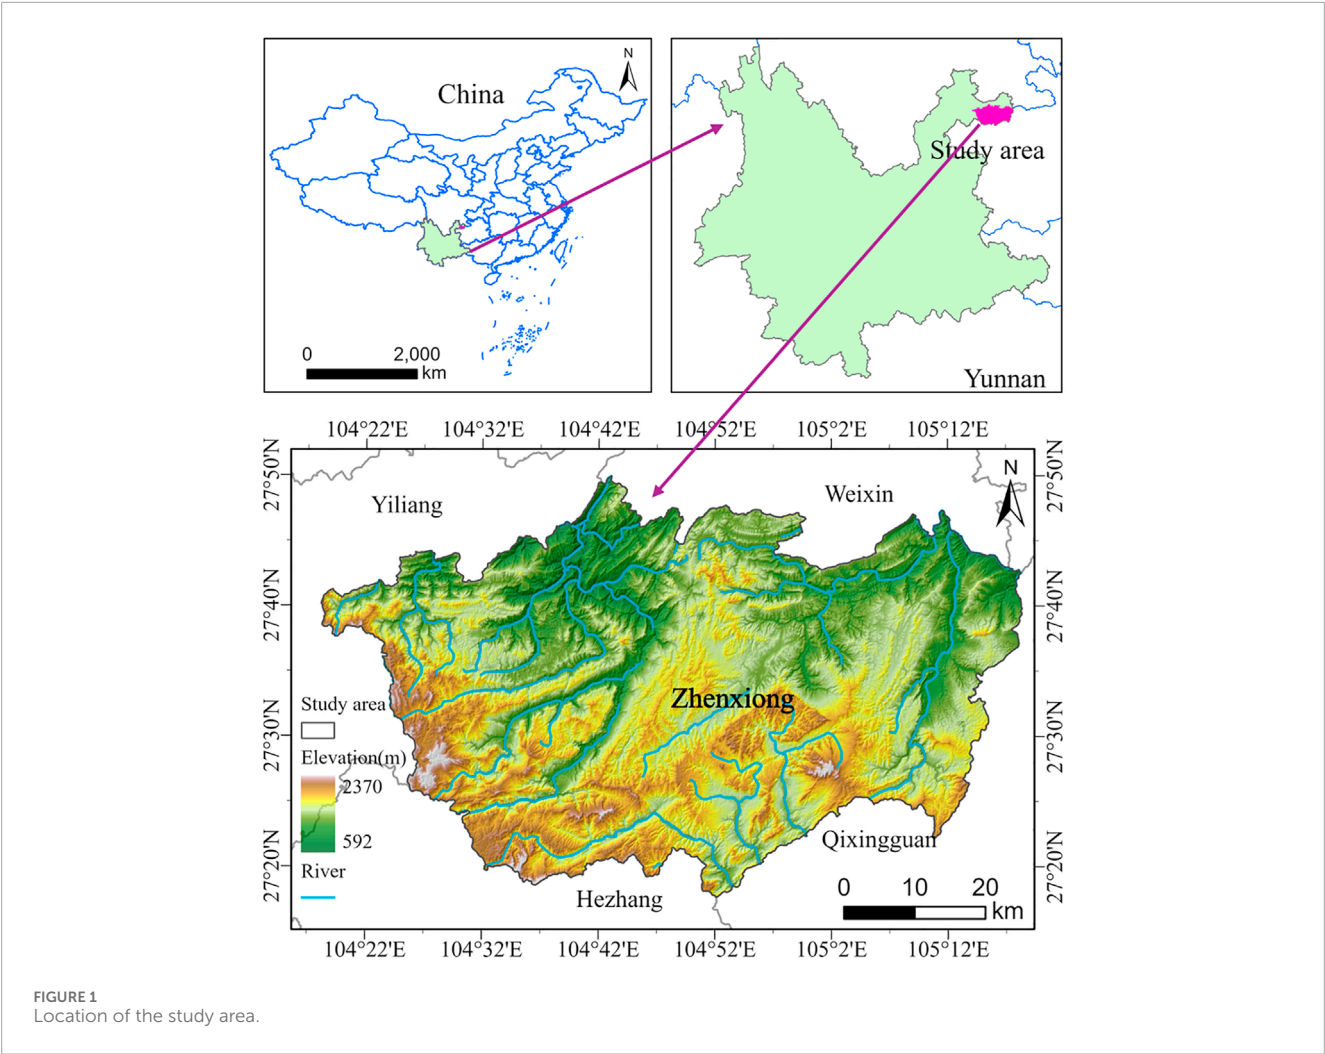 China
N
0 2,000
km
Study area
Yunnan
104°22'E 104°32'E 104°42'E 104°52'E 105°2'E 105°12'E
27°50'N
27°50'N
Yiliang
Weixin
N
27°40'N
27°40'N
Zhenxiong
Study area
27°30'N
27°30'N
Elevation(m)
2370
592
River
Qixingguan
27°20'N
27°20'N
Hezhang
0 10 20
km
104°22'E 104°32'E 104°42'E 104°52'E 105°2'E 105°12'E
FIGURE 1
Location of the study area.